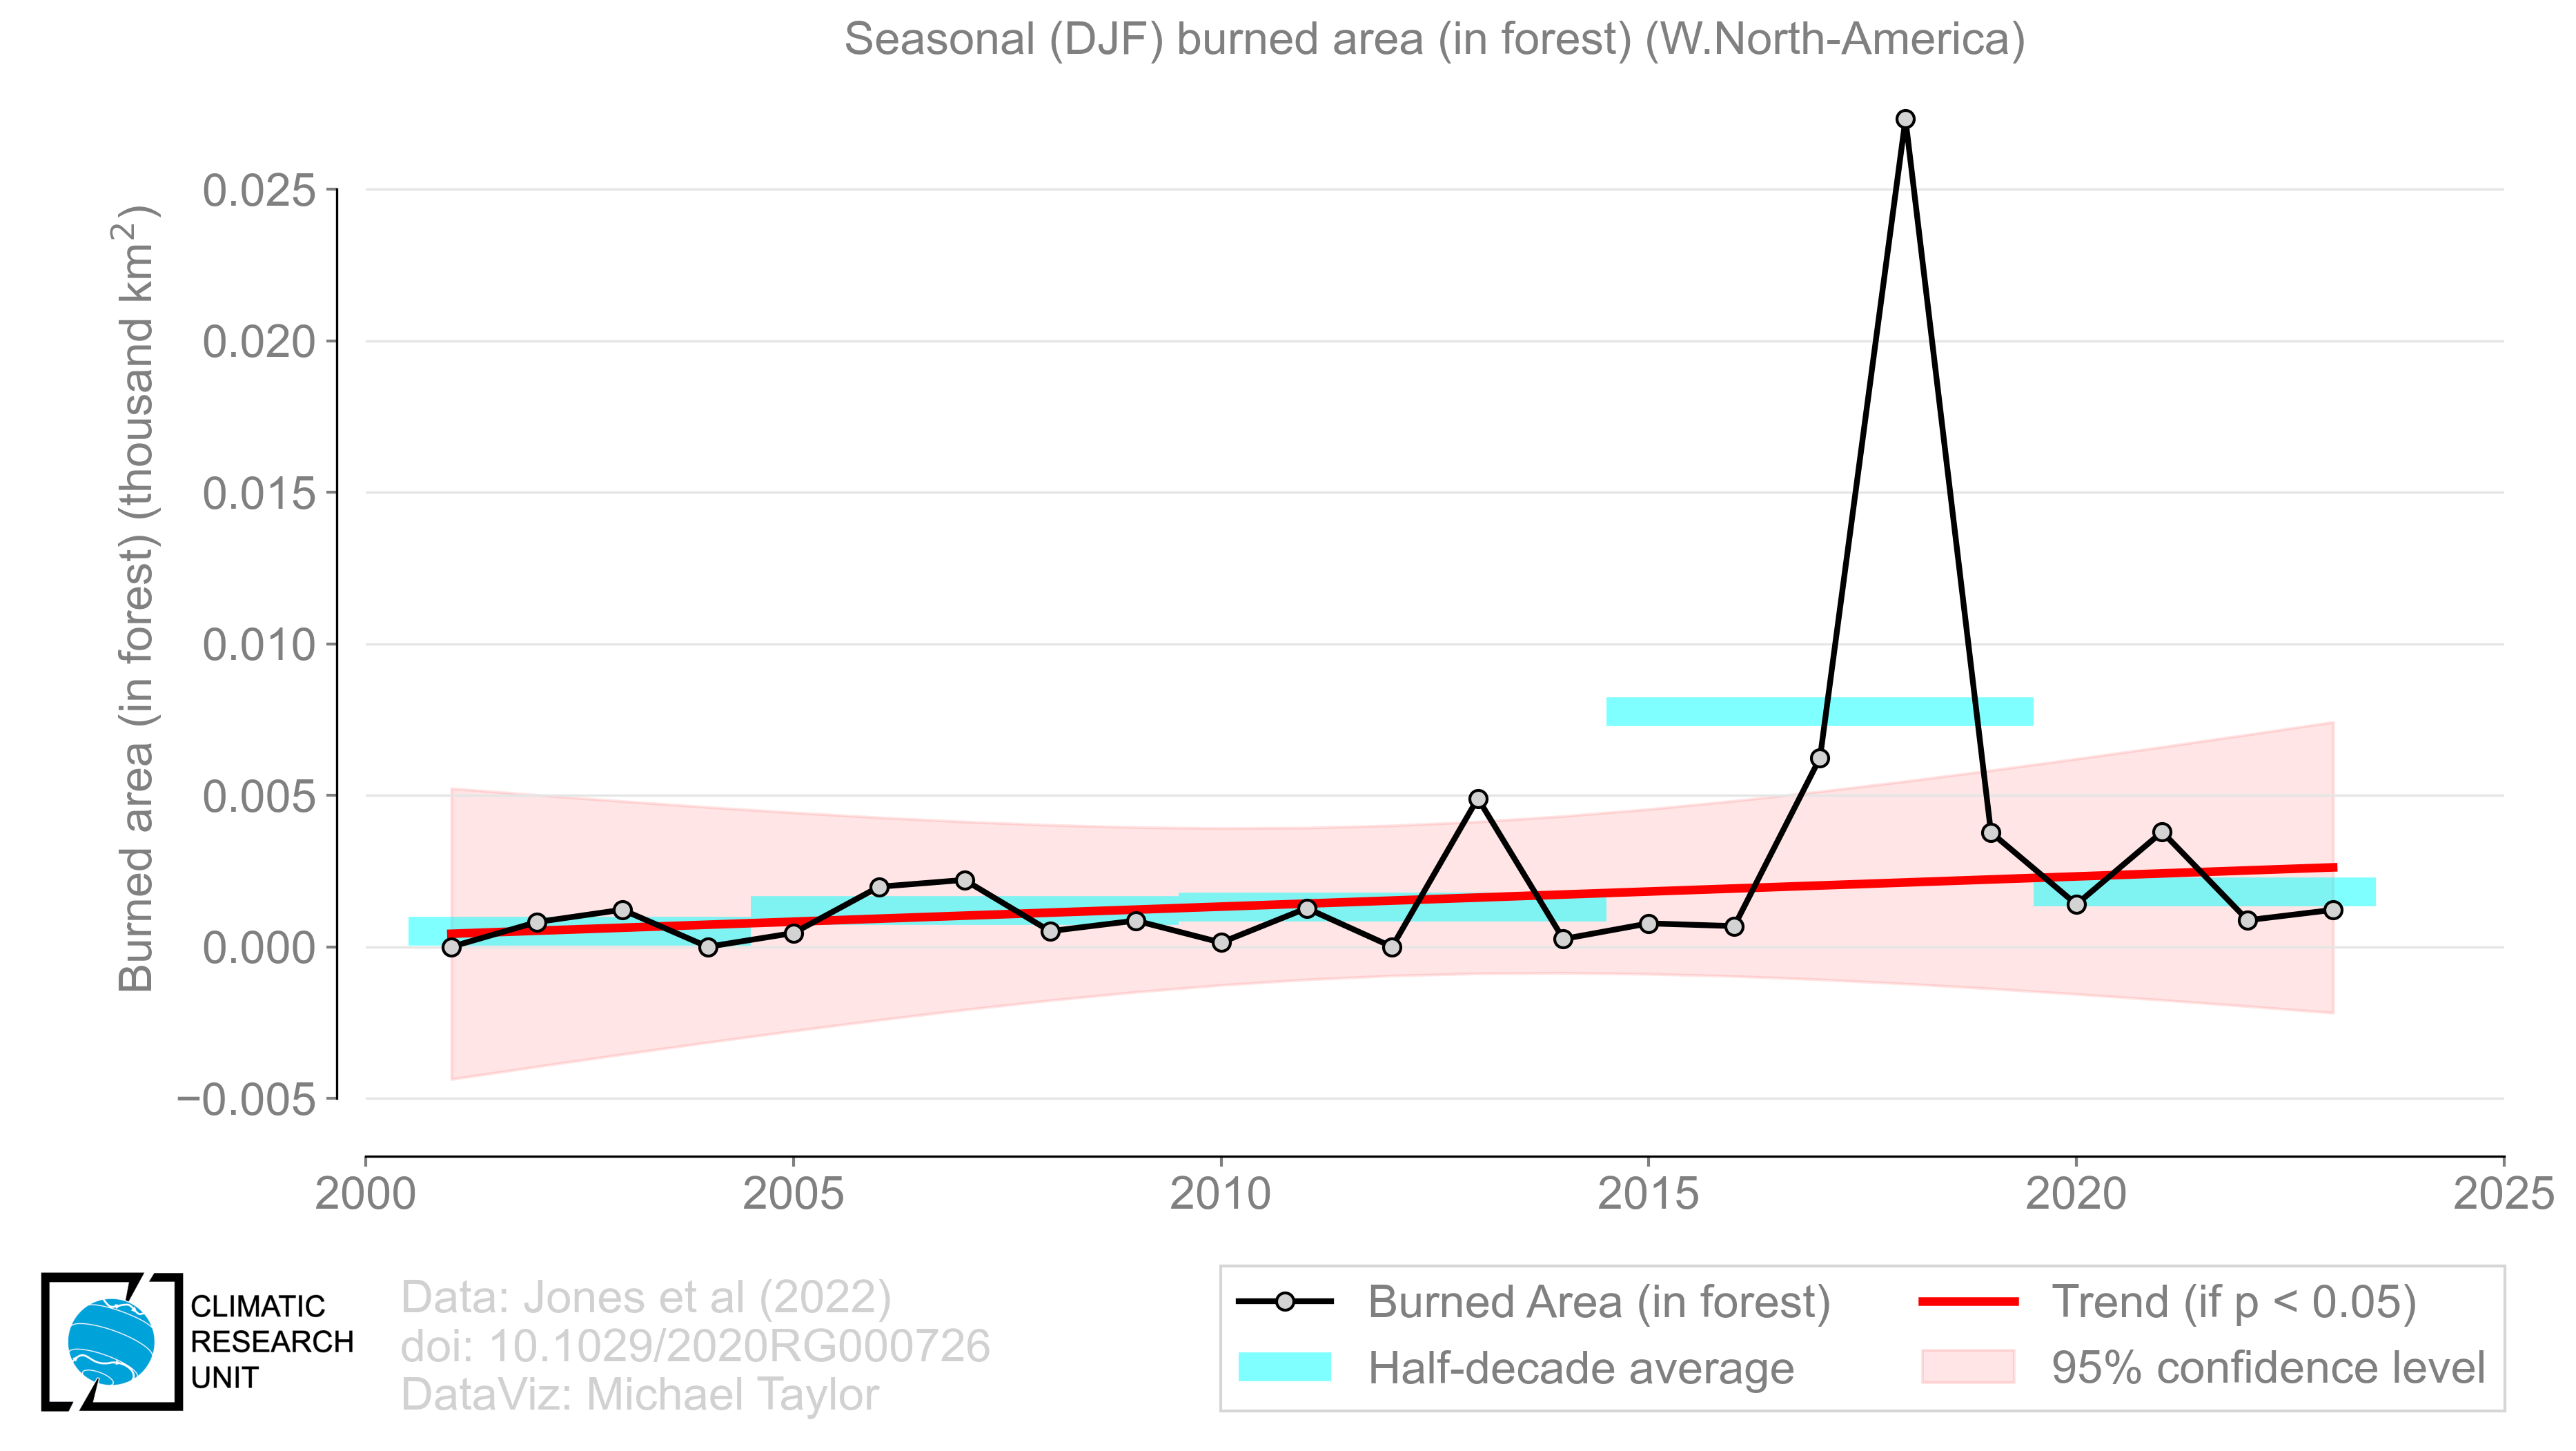 Seasonal (DJF) burned area (in forest) (W.North-America)
Burned area (in forest) (thousand km²)
0.025
0.020
0.015
0.010
0.005
0.000
−0.005
2000 2005 2010 2015 2020 2025
CLIMATIC
RESEARCH
UNIT
Data: Jones et al (2022)
doi: 10.1029/2020RG000726
DataViz: Michael Taylor
Burned Area (in forest)
Half-decade average
Trend (if p < 0.05)
95% confidence level